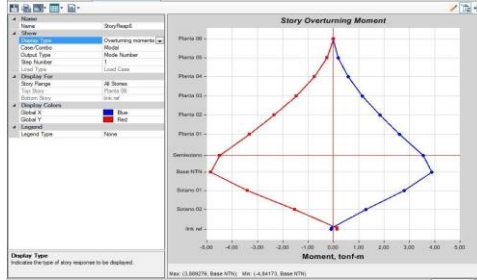 Story Overturning Moment
Name
Name StoryResp6
Show
Display Type Overturning moments
Case/Combo Modal
Output Type Mode Number
Step Number 1
Load Type Load Case
Display For
Story Range All Stories
Top Story Planta 06
Bottom Story link ref
Display Colors
Global X Blue
Global Y Red
Legend
Legend Type None
Planta 06
Planta 05
Planta 04
Planta 03
Planta 02
Planta 01
Semisotano
Base NTN
Sotano 01
Sotano 02
link ref
-5,00 -4,00 -3,00 -2,00 -1,00 0,00 1,00 2,00 3,00 4,00 5,00
Moment, tonf-m
Display Type
Indicates the type of story response to be displayed.
Max: (3,889276, Base NTN); Min: (-4,84173, Base NTN)